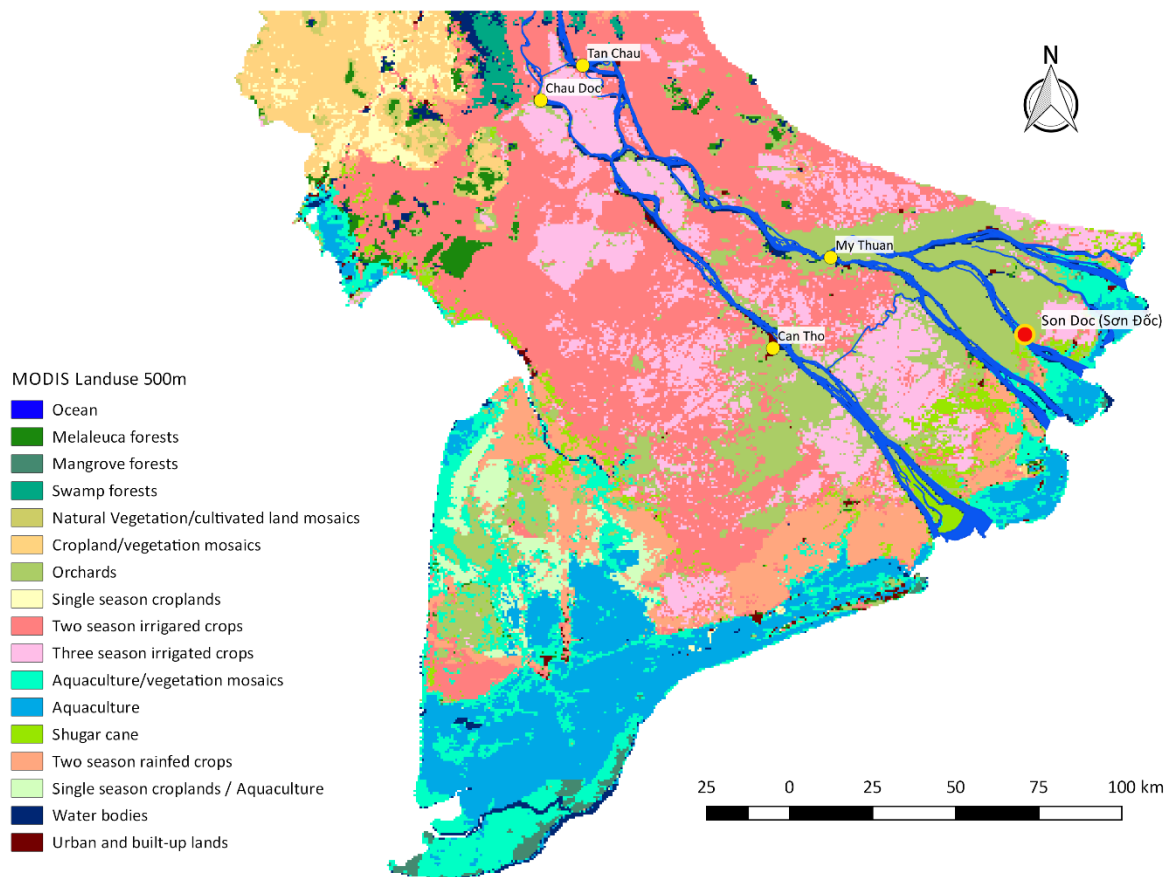 Tan Chau
N
Chau Doc
My Thuan
Son Doc (Sơn Đốc)
Can Tho
MODIS Landuse 500m
Ocean
Melaleuca forests
Mangrove forests
Swamp forests
Natural Vegetation/cultivated land mosaics
Cropland/vegetation mosaics
Orchards
Single season croplands
Two season irrigared crops
Three season irrigated crops
Aquaculture/vegetation mosaics
Aquaculture
Shugar cane
Two season rainfed crops
Single season croplands / Aquaculture
Water bodies
Urban and built-up lands
25 0 25 50 75 100 km